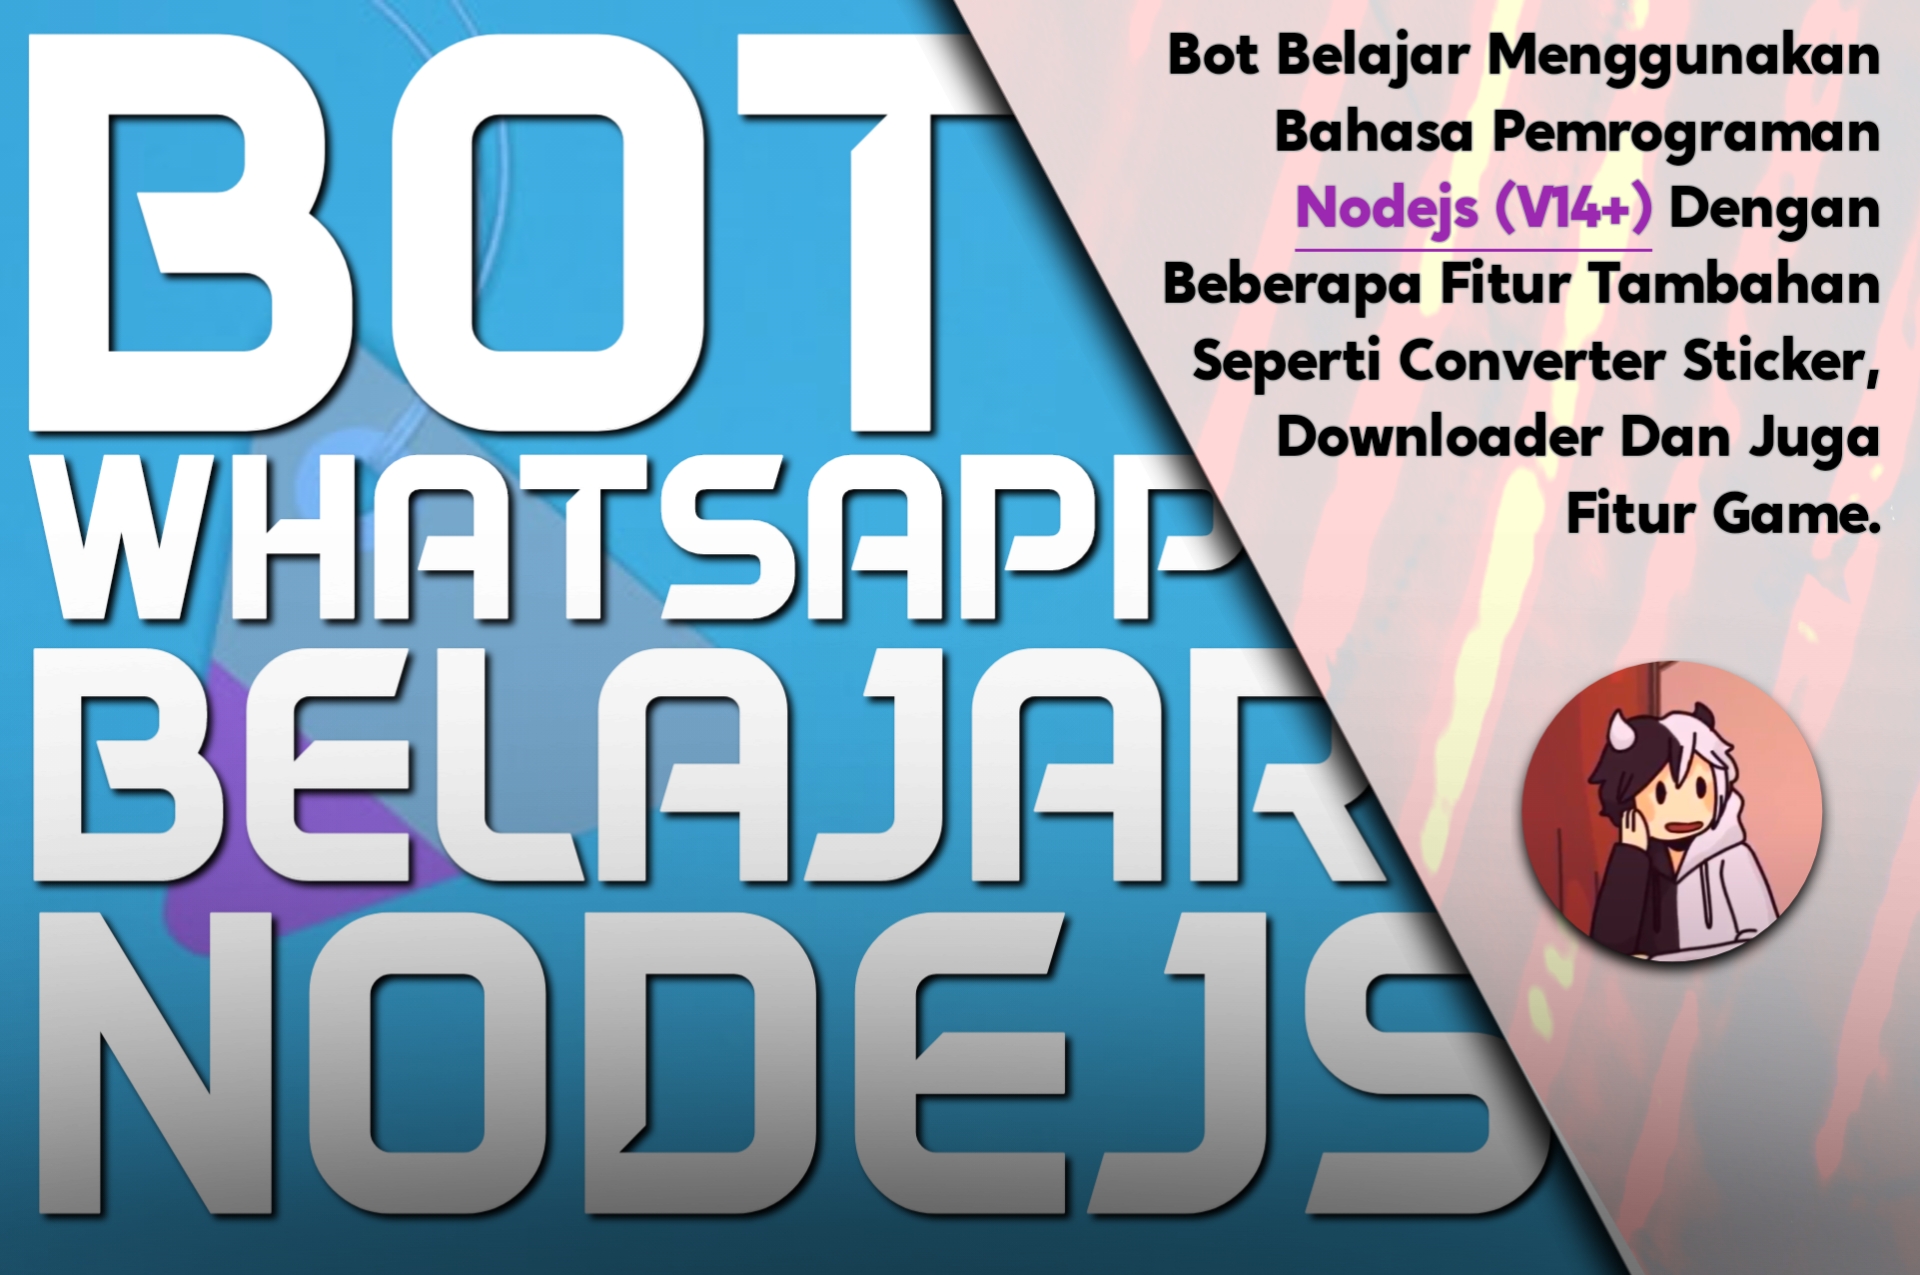 BOT
WHATSAPP
BELAJAR
NODEJS
Bot Belajar Menggunakan
Bahasa Pemrograman
Nodejs (V14+) Dengan
Beberapa Fitur Tambahan
Seperti Converter Sticker,
Downloader Dan Juga
Fitur Game.